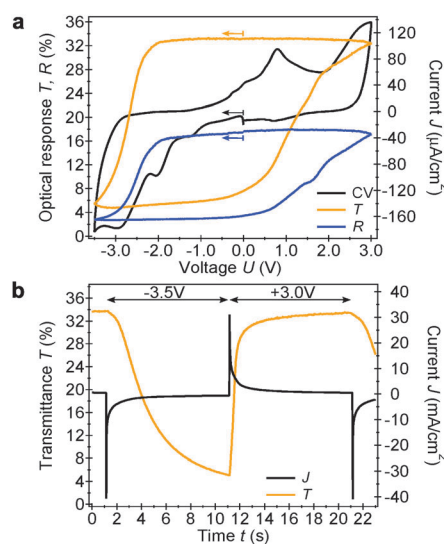 a
Optical response T, R (%)
36
32
28
24
20
16
12
8
4
0
120
80
40
0
-40
-80
-120
-160
Current J (µA/cm²)
CV
T
R
-3.0 -2.0 -1.0 0.0 1.0 2.0 3.0
Voltage U (V)
b
-3.5V +3.0V
Transmittance T (%)
36
32
28
24
20
16
12
8
4
0
40
30
20
10
0
-10
-20
-30
-40
Current J (mA/cm²)
J
T
0 2 4 6 8 10 12 14 16 18 20 22
Time t (s)